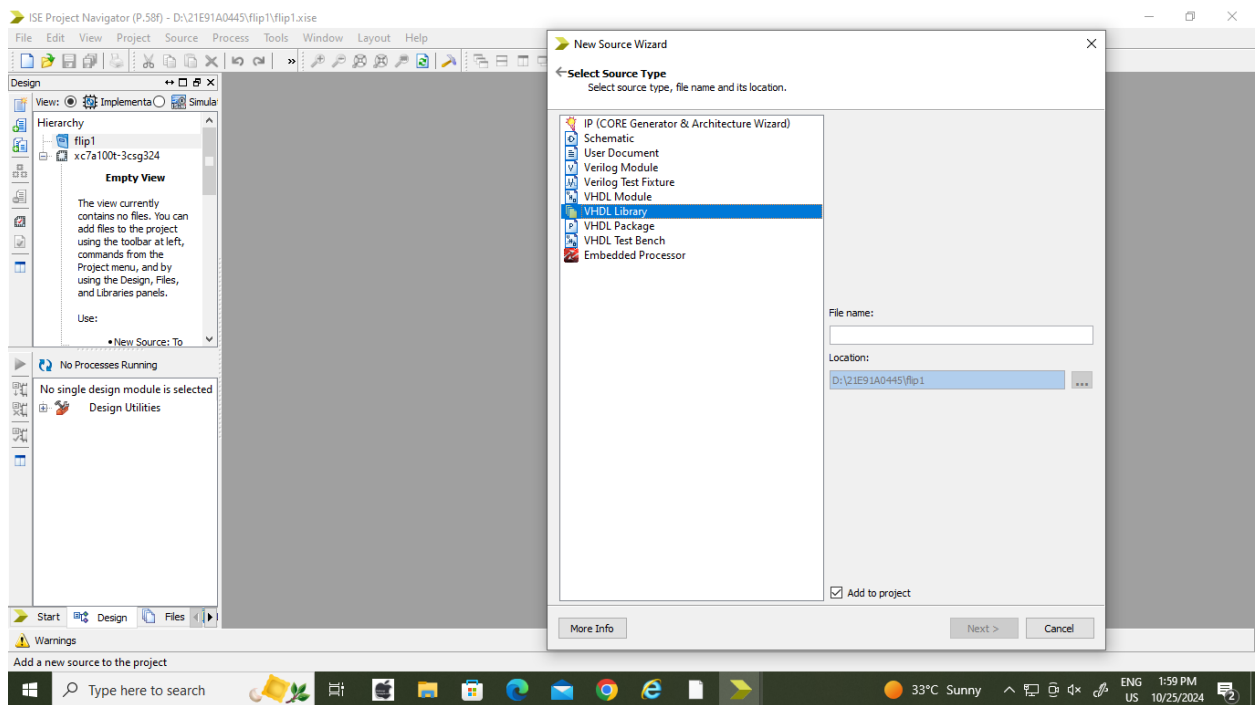 ISE Project Navigator (P.58f) - D:\21E91A0445\flip1\flip1.xise
File Edit View Project Source Process Tools Window Layout Help
Design
View: Implementa Simula
Hierarchy
flip1
xc7a100t-3csg324
Empty View
The view currently
contains no files. You can
add files to the project
using the toolbar at left,
commands from the
Project menu, and by
using the Design, Files,
and Libraries panels.
Use:
•New Source: To
No Processes Running
No single design module is selected
Design Utilities
Start Design Files
Warnings
Add a new source to the project
New Source Wizard
Select Source Type
Select source type, file name and its location.
IP (CORE Generator & Architecture Wizard)
Schematic
User Document
Verilog Module
Verilog Test Fixture
VHDL Module
VHDL Library
VHDL Package
VHDL Test Bench
Embedded Processor
File name:
Location:
D:\21E91A0445\flip1
...
Add to project
More Info
Next >
Cancel
Type here to search
33°C Sunny
ENG
US
1:59 PM
10/25/2024
2